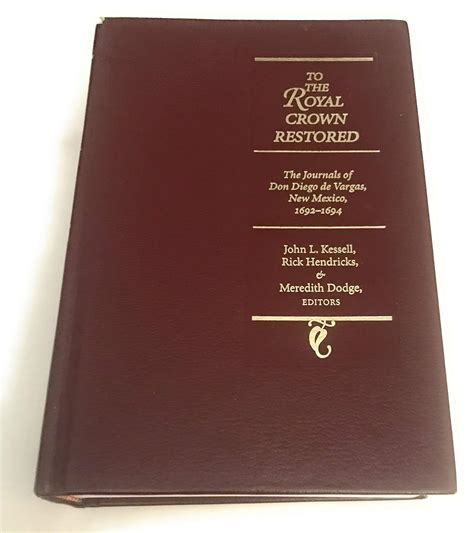 TO
THE
ROYAL
CROWN
RESTORED
The Journals of
Don Diego de Vargas,
New Mexico,
1692–1694
John L. Kessell,
Rick Hendricks,
&
Meredith Dodge,
EDITORS